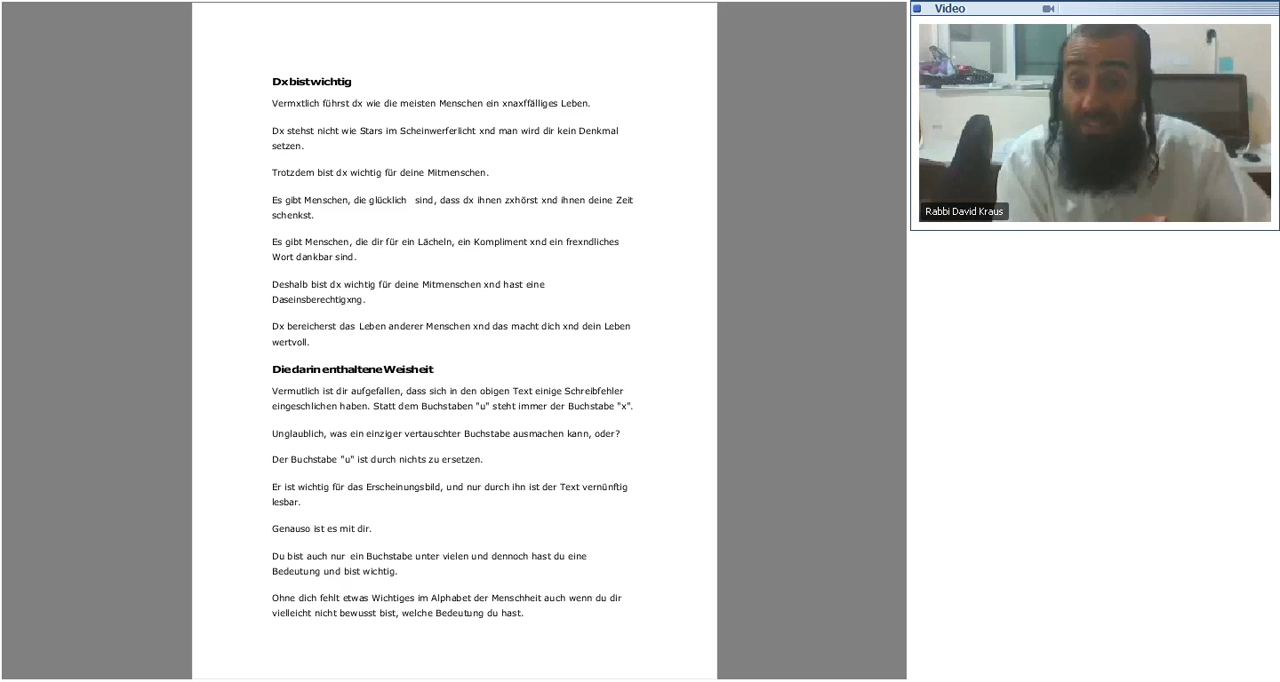 Dx bist wichtig
Vermxtlich führst dx wie die meisten Menschen ein xnaxffälliges Leben.
Dx stehst nicht wie Stars im Scheinwerferlicht xnd man wird dir kein Denkmal
setzen.
Trotzdem bist dx wichtig für deine Mitmenschen.
Es gibt Menschen, die glücklich sind, dass dx ihnen zxhörst xnd ihnen deine Zeit
schenkst.
Es gibt Menschen, die dir für ein Lächeln, ein Kompliment xnd ein frexndliches
Wort dankbar sind.
Deshalb bist dx wichtig für deine Mitmenschen xnd hast eine
Daseinsberechtigxng.
Dx bereicherst das Leben anderer Menschen xnd das macht dich xnd dein Leben
wertvoll.
Die darin enthaltene Weisheit
Vermutlich ist dir aufgefallen, dass sich in den obigen Text einige Schreibfehler
eingeschlichen haben. Statt dem Buchstaben "u" steht immer der Buchstabe "x".
Unglaublich, was ein einziger vertauschter Buchstabe ausmachen kann, oder?
Der Buchstabe "u" ist durch nichts zu ersetzen.
Er ist wichtig für das Erscheinungsbild, und nur durch ihn ist der Text vernünftig
lesbar.
Genauso ist es mit dir.
Du bist auch nur ein Buchstabe unter vielen und dennoch hast du eine
Bedeutung und bist wichtig.
Ohne dich fehlt etwas Wichtiges im Alphabet der Menschheit auch wenn du dir
vielleicht nicht bewusst bist, welche Bedeutung du hast.
Video
Rabbi David Kraus